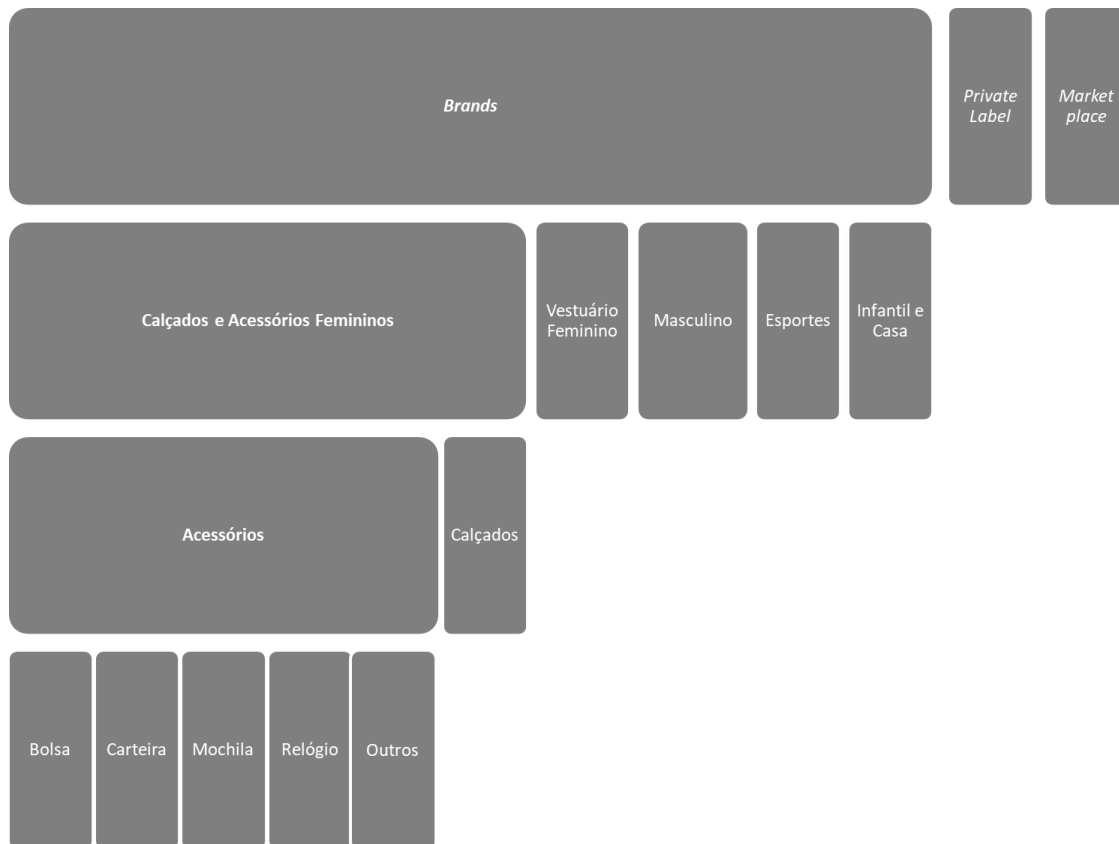 Brands
Private
Label
Market
place
Calçados e Acessórios Femininos
Vestuário
Feminino
Masculino
Esportes
Infantil e
Casa
Acessórios
Calçados
Bolsa
Carteira
Mochila
Relógio
Outros